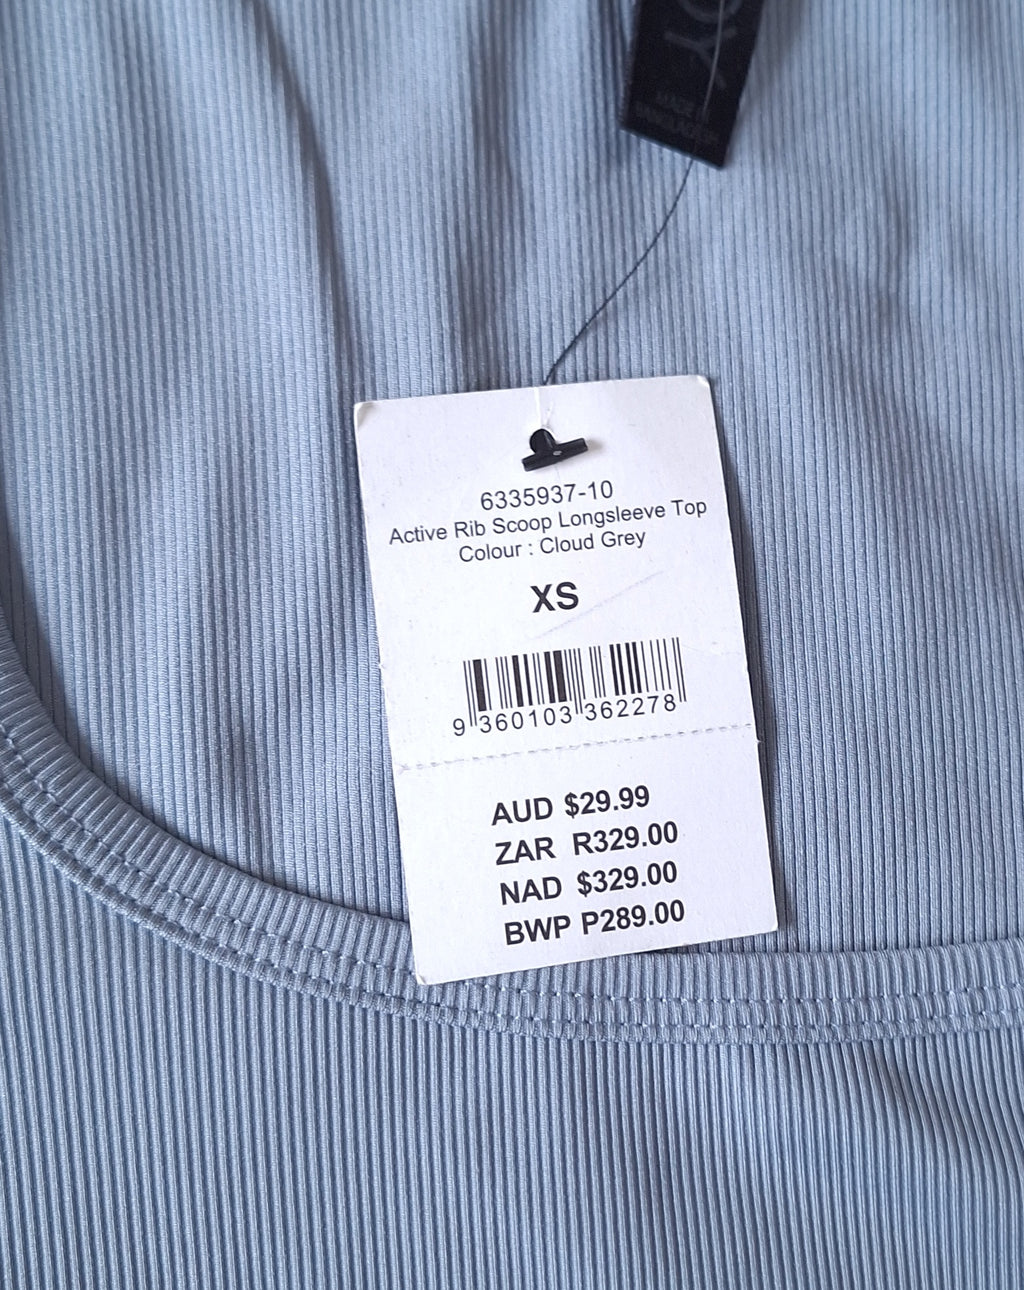 6335937-10
Active Rib Scoop Longsleeve Top
Colour : Cloud Grey
XS
9 360103 362278
AUD $29.99
ZAR R329.00
NAD $329.00
BWP P289.00